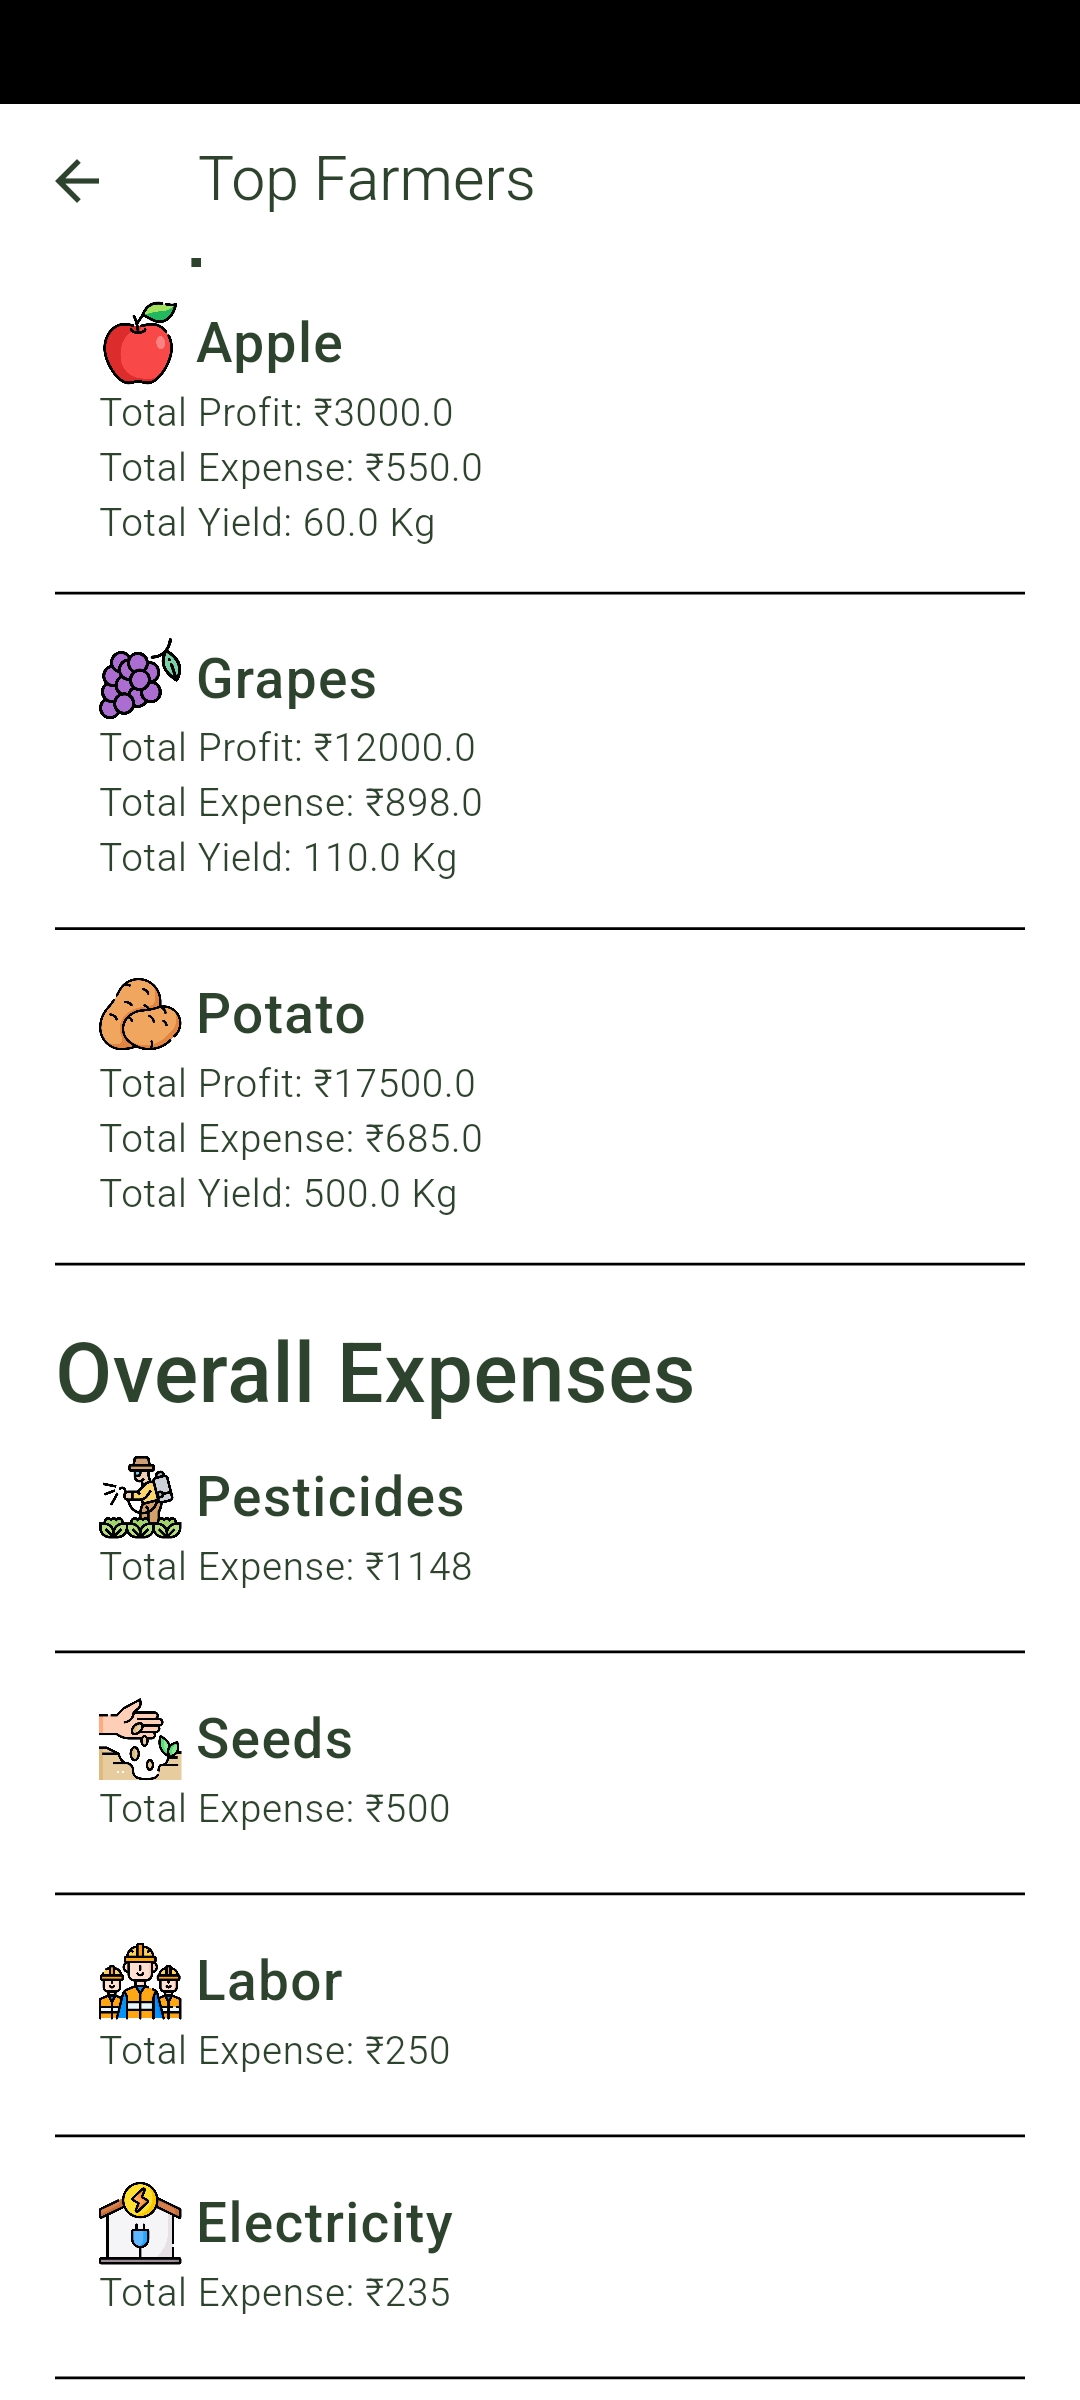 Top Farmers
Apple
Total Profit: ₹3000.0
Total Expense: ₹550.0
Total Yield: 60.0 Kg
Grapes
Total Profit: ₹12000.0
Total Expense: ₹898.0
Total Yield: 110.0 Kg
Potato
Total Profit: ₹17500.0
Total Expense: ₹685.0
Total Yield: 500.0 Kg
Overall Expenses
Pesticides
Total Expense: ₹1148
Seeds
Total Expense: ₹500
Labor
Total Expense: ₹250
Electricity
Total Expense: ₹235